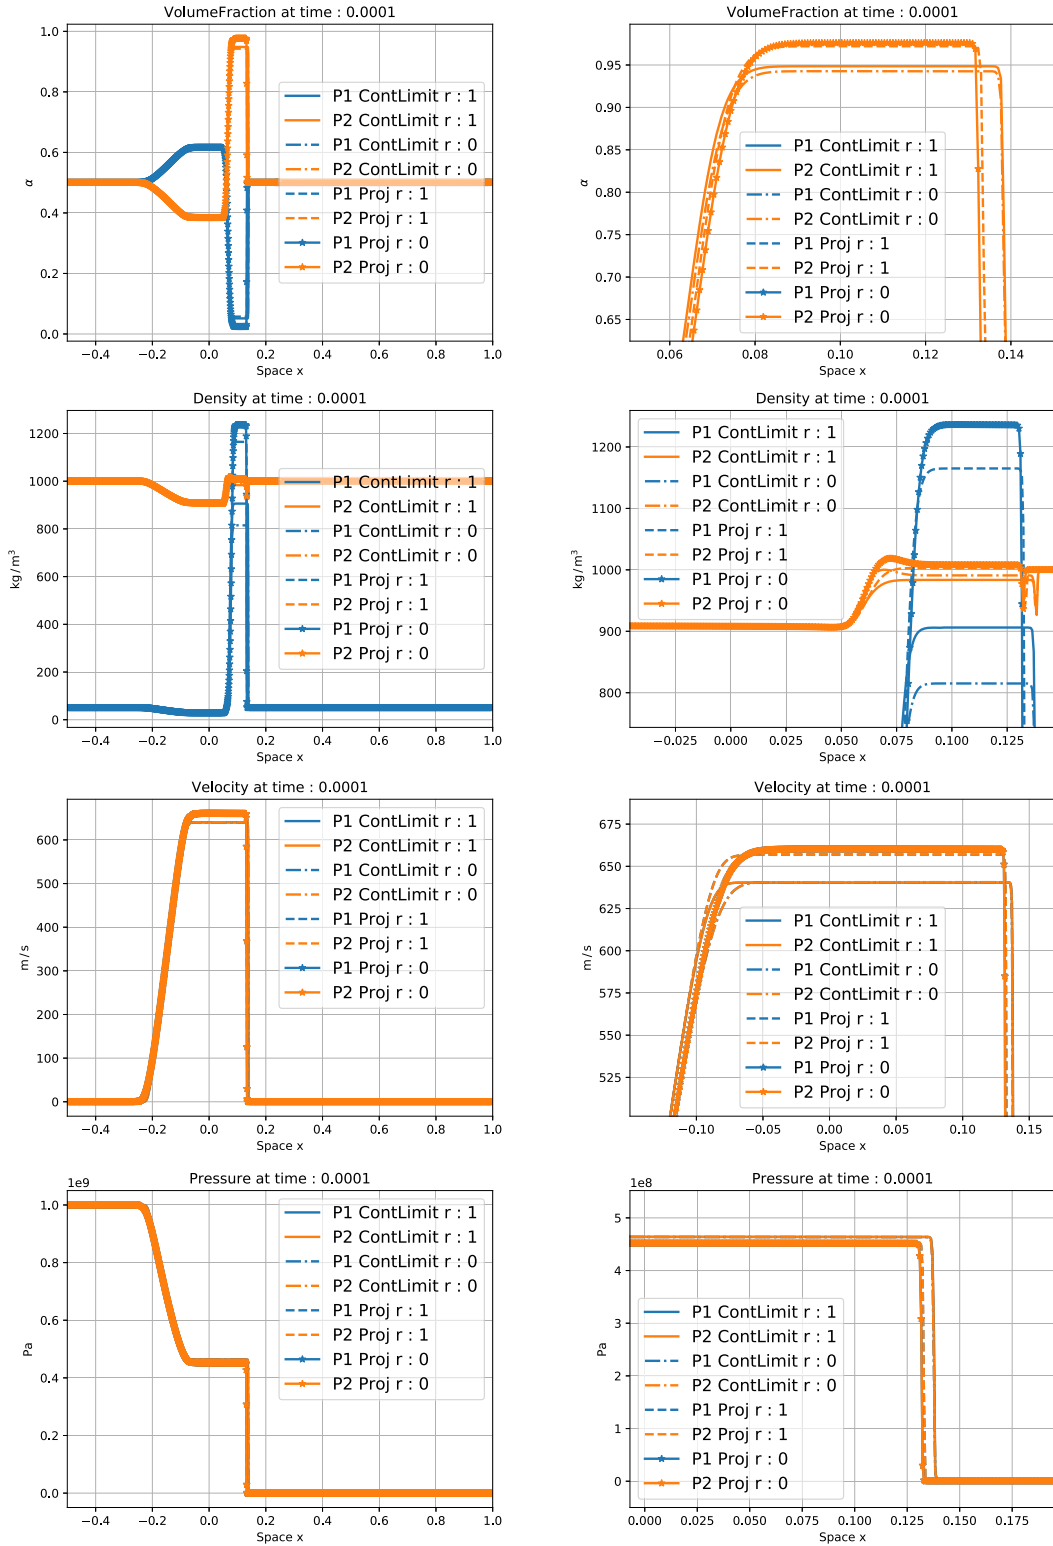 VolumeFraction at time : 0.0001
1.0
0.8
0.6
0.4
0.2
0.0
α
P1 ContLimit r : 1
P2 ContLimit r : 1
P1 ContLimit r : 0
P2 ContLimit r : 0
P1 Proj r : 1
P2 Proj r : 1
P1 Proj r : 0
P2 Proj r : 0
−0.4 −0.2 0.0 0.2 0.4 0.6 0.8 1.0
Space x
VolumeFraction at time : 0.0001
0.95
0.90
0.85
0.80
0.75
0.70
0.65
α
P1 ContLimit r : 1
P2 ContLimit r : 1
P1 ContLimit r : 0
P2 ContLimit r : 0
P1 Proj r : 1
P2 Proj r : 1
P1 Proj r : 0
P2 Proj r : 0
0.06 0.08 0.10 0.12 0.14
Space x
Density at time : 0.0001
1200
1000
800
600
400
200
0
kg/m³
P1 ContLimit r : 1
P2 ContLimit r : 1
P1 ContLimit r : 0
P2 ContLimit r : 0
P1 Proj r : 1
P2 Proj r : 1
P1 Proj r : 0
P2 Proj r : 0
−0.4 −0.2 0.0 0.2 0.4 0.6 0.8 1.0
Space x
Density at time : 0.0001
1200
1100
1000
900
800
kg/m³
P1 ContLimit r : 1
P2 ContLimit r : 1
P1 ContLimit r : 0
P2 ContLimit r : 0
P1 Proj r : 1
P2 Proj r : 1
P1 Proj r : 0
P2 Proj r : 0
−0.025 0.000 0.025 0.050 0.075 0.100 0.125
Space x
Velocity at time : 0.0001
600
500
400
300
200
100
0
m/s
P1 ContLimit r : 1
P2 ContLimit r : 1
P1 ContLimit r : 0
P2 ContLimit r : 0
P1 Proj r : 1
P2 Proj r : 1
P1 Proj r : 0
P2 Proj r : 0
−0.4 −0.2 0.0 0.2 0.4 0.6 0.8 1.0
Space x
Velocity at time : 0.0001
675
650
625
600
575
550
525
m/s
P1 ContLimit r : 1
P2 ContLimit r : 1
P1 ContLimit r : 0
P2 ContLimit r : 0
P1 Proj r : 1
P2 Proj r : 1
P1 Proj r : 0
P2 Proj r : 0
−0.10 −0.05 0.00 0.05 0.10 0.15
Space x
Pressure at time : 0.0001
1e9
1.0
0.8
0.6
0.4
0.2
0.0
Pa
P1 ContLimit r : 1
P2 ContLimit r : 1
P1 ContLimit r : 0
P2 ContLimit r : 0
P1 Proj r : 1
P2 Proj r : 1
P1 Proj r : 0
P2 Proj r : 0
−0.4 −0.2 0.0 0.2 0.4 0.6 0.8 1.0
Space x
Pressure at time : 0.0001
1e8
5
4
3
2
1
0
Pa
P1 ContLimit r : 1
P2 ContLimit r : 1
P1 ContLimit r : 0
P2 ContLimit r : 0
P1 Proj r : 1
P2 Proj r : 1
P1 Proj r : 0
P2 Proj r : 0
0.000 0.025 0.050 0.075 0.100 0.125 0.150 0.175
Space x